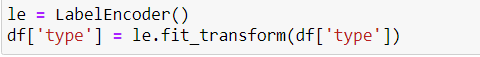 le = LabelEncoder()
df['type'] = le.fit_transform(df['type'])